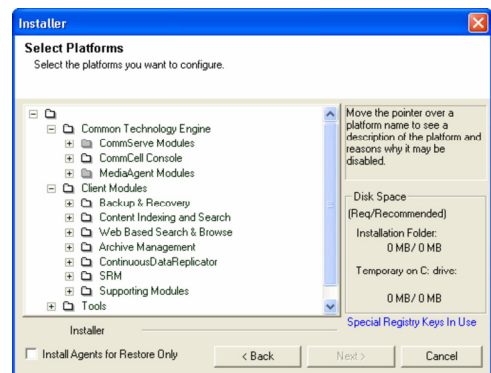 Installer
Select Platforms
Select the platforms you want to configure.
Common Technology Engine
CommServe Modules
CommCell Console
MediaAgent Modules
Client Modules
Backup & Recovery
Content Indexing and Search
Web Based Search & Browse
Archive Management
ContinuousDataReplicator
SRM
Supporting Modules
Tools
Move the pointer over a
platform name to see a
description of the platform and
reasons why it may be
disabled.
Disk Space
(Req/Recommended)
Installation Folder:
0 MB/ 0 MB
Temporary on C: drive:
0 MB/ 0 MB
Special Registry Keys In Use
Installer
Install Agents for Restore Only
< Back
Next >
Cancel